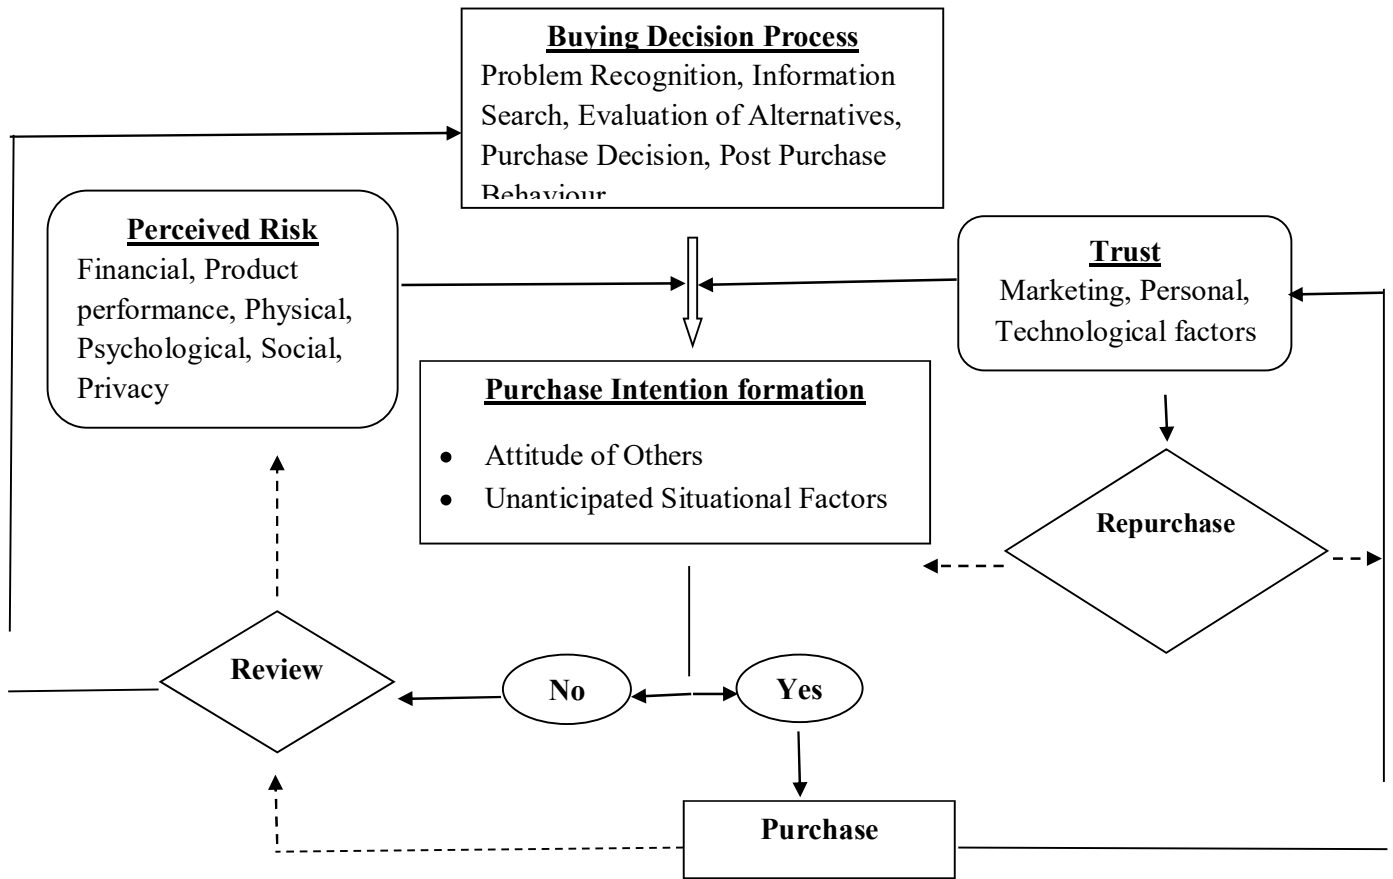 Buying Decision Process
Problem Recognition, Information
Search, Evaluation of Alternatives,
Purchase Decision, Post Purchase
Behaviour
Perceived Risk
Financial, Product
performance, Physical,
Psychological, Social,
Privacy
Trust
Marketing, Personal,
Technological factors
Purchase Intention formation
• Attitude of Others
• Unanticipated Situational Factors
Repurchase
Review
No
Yes
Purchase